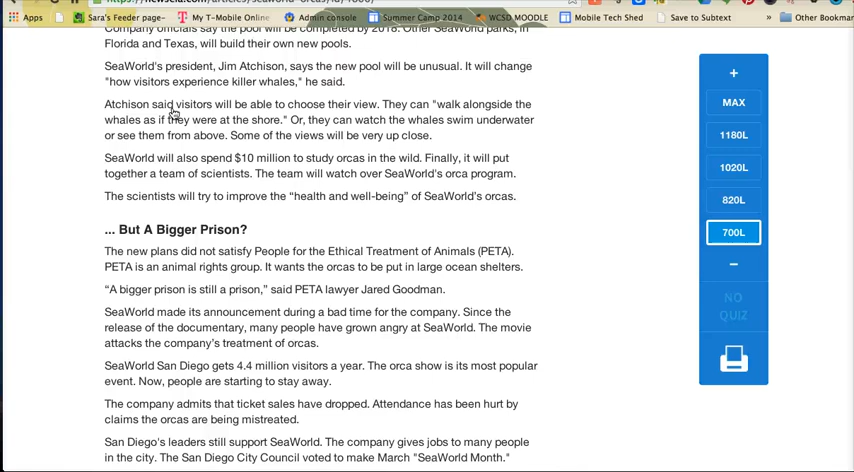 Apps
Sara's Feeder page-
My T-Mobile Online
Admin console
Summer Camp 2014
WCSD MOODLE
Mobile Tech Shed
Save to Subtext
»
Other Bookmar
Company officials say the pool will be completed by 2018. Other SeaWorld parks, in
Florida and Texas, will build their own new pools.
SeaWorld's president, Jim Atchison, says the new pool will be unusual. It will change
"how visitors experience killer whales," he said.
Atchison said visitors will be able to choose their view. They can "walk alongside the
whales as if they were at the shore." Or, they can watch the whales swim underwater
or see them from above. Some of the views will be very up close.
SeaWorld will also spend $10 million to study orcas in the wild. Finally, it will put
together a team of scientists. The team will watch over SeaWorld's orca program.
The scientists will try to improve the “health and well-being” of SeaWorld’s orcas.
... But A Bigger Prison?
The new plans did not satisfy People for the Ethical Treatment of Animals (PETA).
PETA is an animal rights group. It wants the orcas to be put in large ocean shelters.
“A bigger prison is still a prison,” said PETA lawyer Jared Goodman.
SeaWorld made its announcement during a bad time for the company. Since the
release of the documentary, many people have grown angry at SeaWorld. The movie
attacks the company’s treatment of orcas.
SeaWorld San Diego gets 4.4 million visitors a year. The orca show is its most popular
event. Now, people are starting to stay away.
The company admits that ticket sales have dropped. Attendance has been hurt by
claims the orcas are being mistreated.
San Diego's leaders still support SeaWorld. The company gives jobs to many people
in the city. The San Diego City Council voted to make March "SeaWorld Month."
+
MAX
1180L
1020L
820L
700L
−
NO
QUIZ